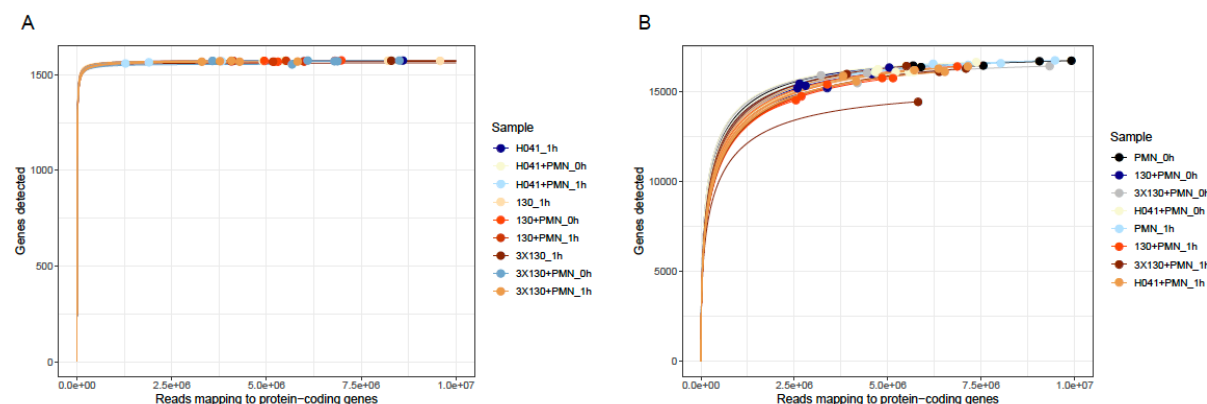 A
B
1500
1000
500
0
Genes detected
0.0e+00 2.5e+06 5.0e+06 7.5e+06 1.0e+07
Reads mapping to protein-coding genes
Sample
H041_1h
H041+PMN_0h
H041+PMN_1h
130_1h
130+PMN_0h
130+PMN_1h
3X130_1h
3X130+PMN_0h
3X130+PMN_1h
15000
10000
5000
0
Genes detected
0.0e+00 2.5e+06 5.0e+06 7.5e+06 1.0e+07
Reads mapping to protein-coding genes
Sample
PMN_0h
130+PMN_0h
3X130+PMN_0h
H041+PMN_0h
PMN_1h
130+PMN_1h
3X130+PMN_1h
H041+PMN_1h